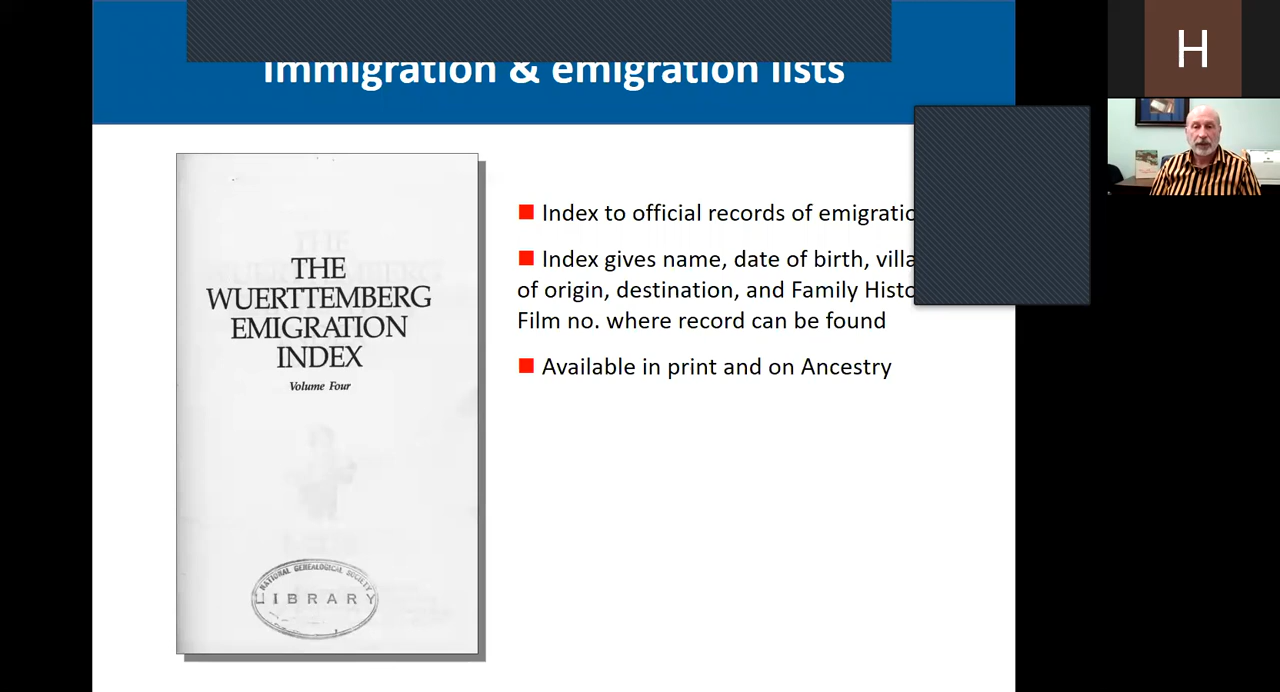 Immigration & emigration lists
H
Index to official records of emigratio
Index gives name, date of birth, villa
of origin, destination, and Family Histo
Film no. where record can be found
Available in print and on Ancestry
THE
WUERTTEMBERG
EMIGRATION
INDEX
Volume Four
NATIONAL GENEALOGICAL SOCIETY
LIBRARY